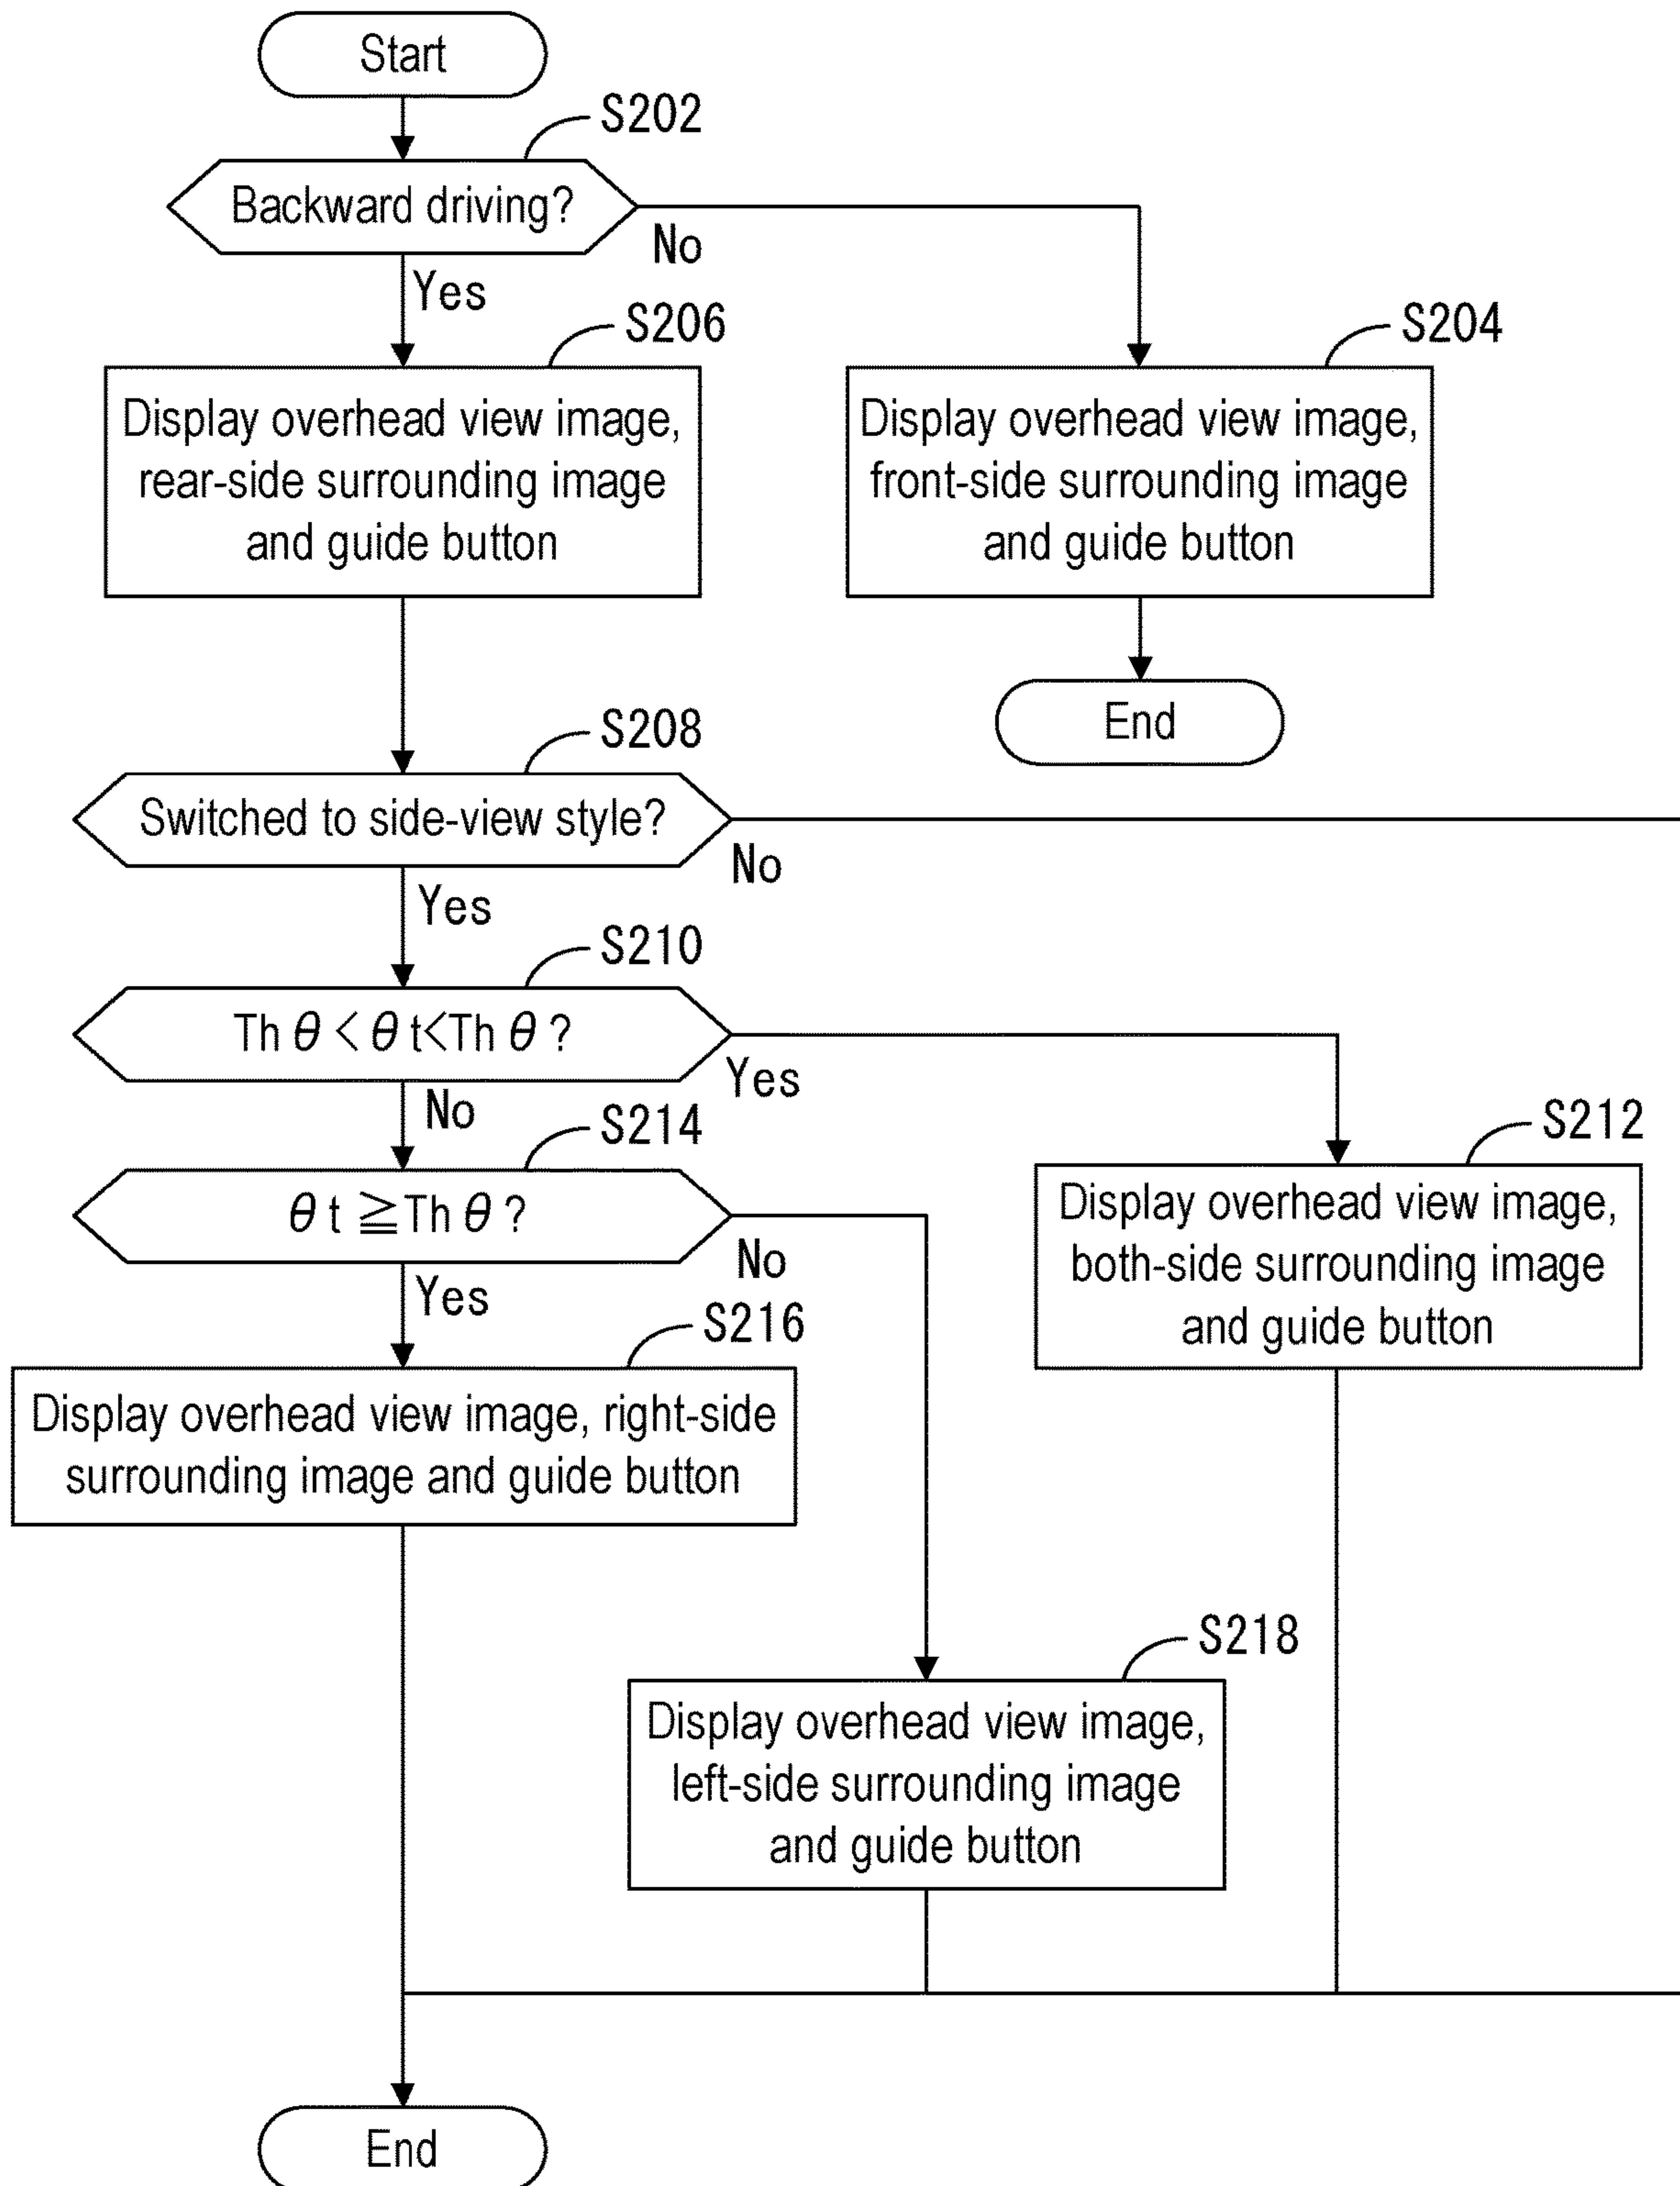 Start
S202
Backward driving?
No
Yes
S206
S204
Display overhead view image,
rear-side surrounding image
and guide button
Display overhead view image,
front-side surrounding image
and guide button
End
S208
Switched to side-view style?
No
Yes
S210
Th θ < θ t<Th θ ?
Yes
No
S214
S212
θ t ≧Th θ ?
No
Yes
Display overhead view image,
both-side surrounding image
and guide button
S216
Display overhead view image, right-side
surrounding image and guide button
S218
Display overhead view image,
left-side surrounding image
and guide button
End